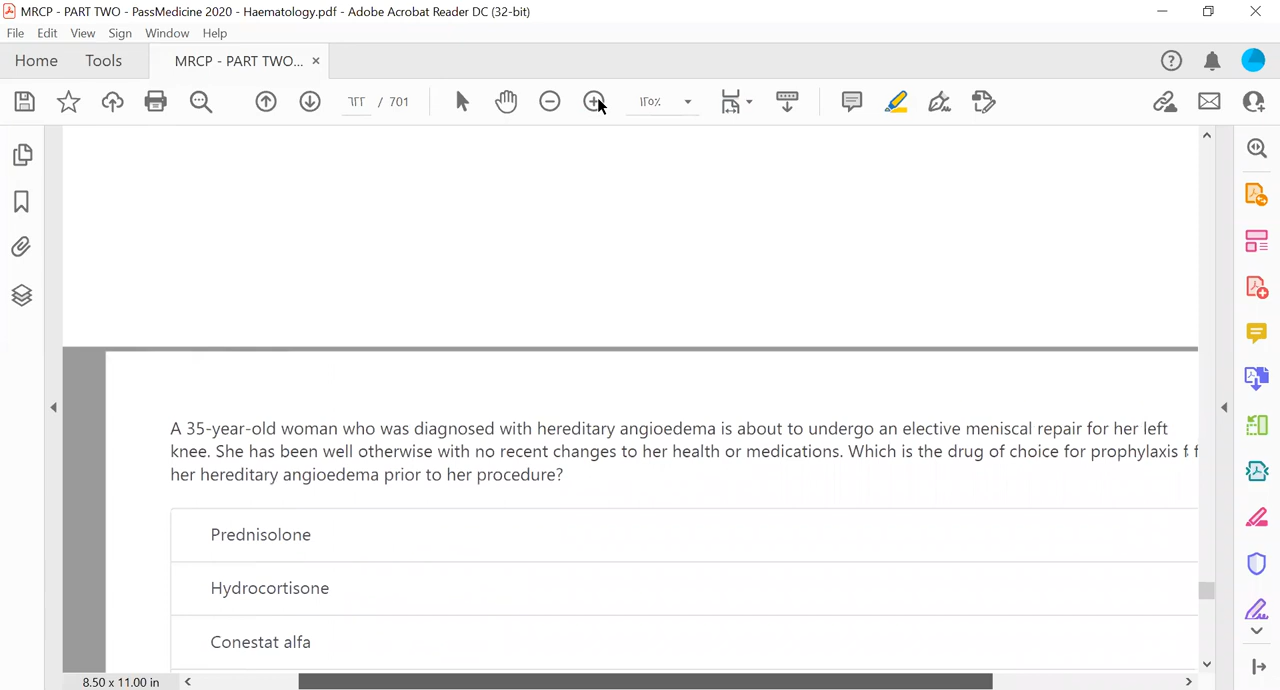 MRCP - PART TWO - PassMedicine 2020 - Haematology.pdf - Adobe Acrobat Reader DC (32-bit)
File Edit View Sign Window Help
Home Tools MRCP - PART TWO... ×
٦٦٦ / 701 ١٢٥٪
A 35-year-old woman who was diagnosed with hereditary angioedema is about to undergo an elective meniscal repair for her left
knee. She has been well otherwise with no recent changes to her health or medications. Which is the drug of choice for prophylaxis f
her hereditary angioedema prior to her procedure?
Prednisolone
Hydrocortisone
Conestat alfa
8.50 x 11.00 in